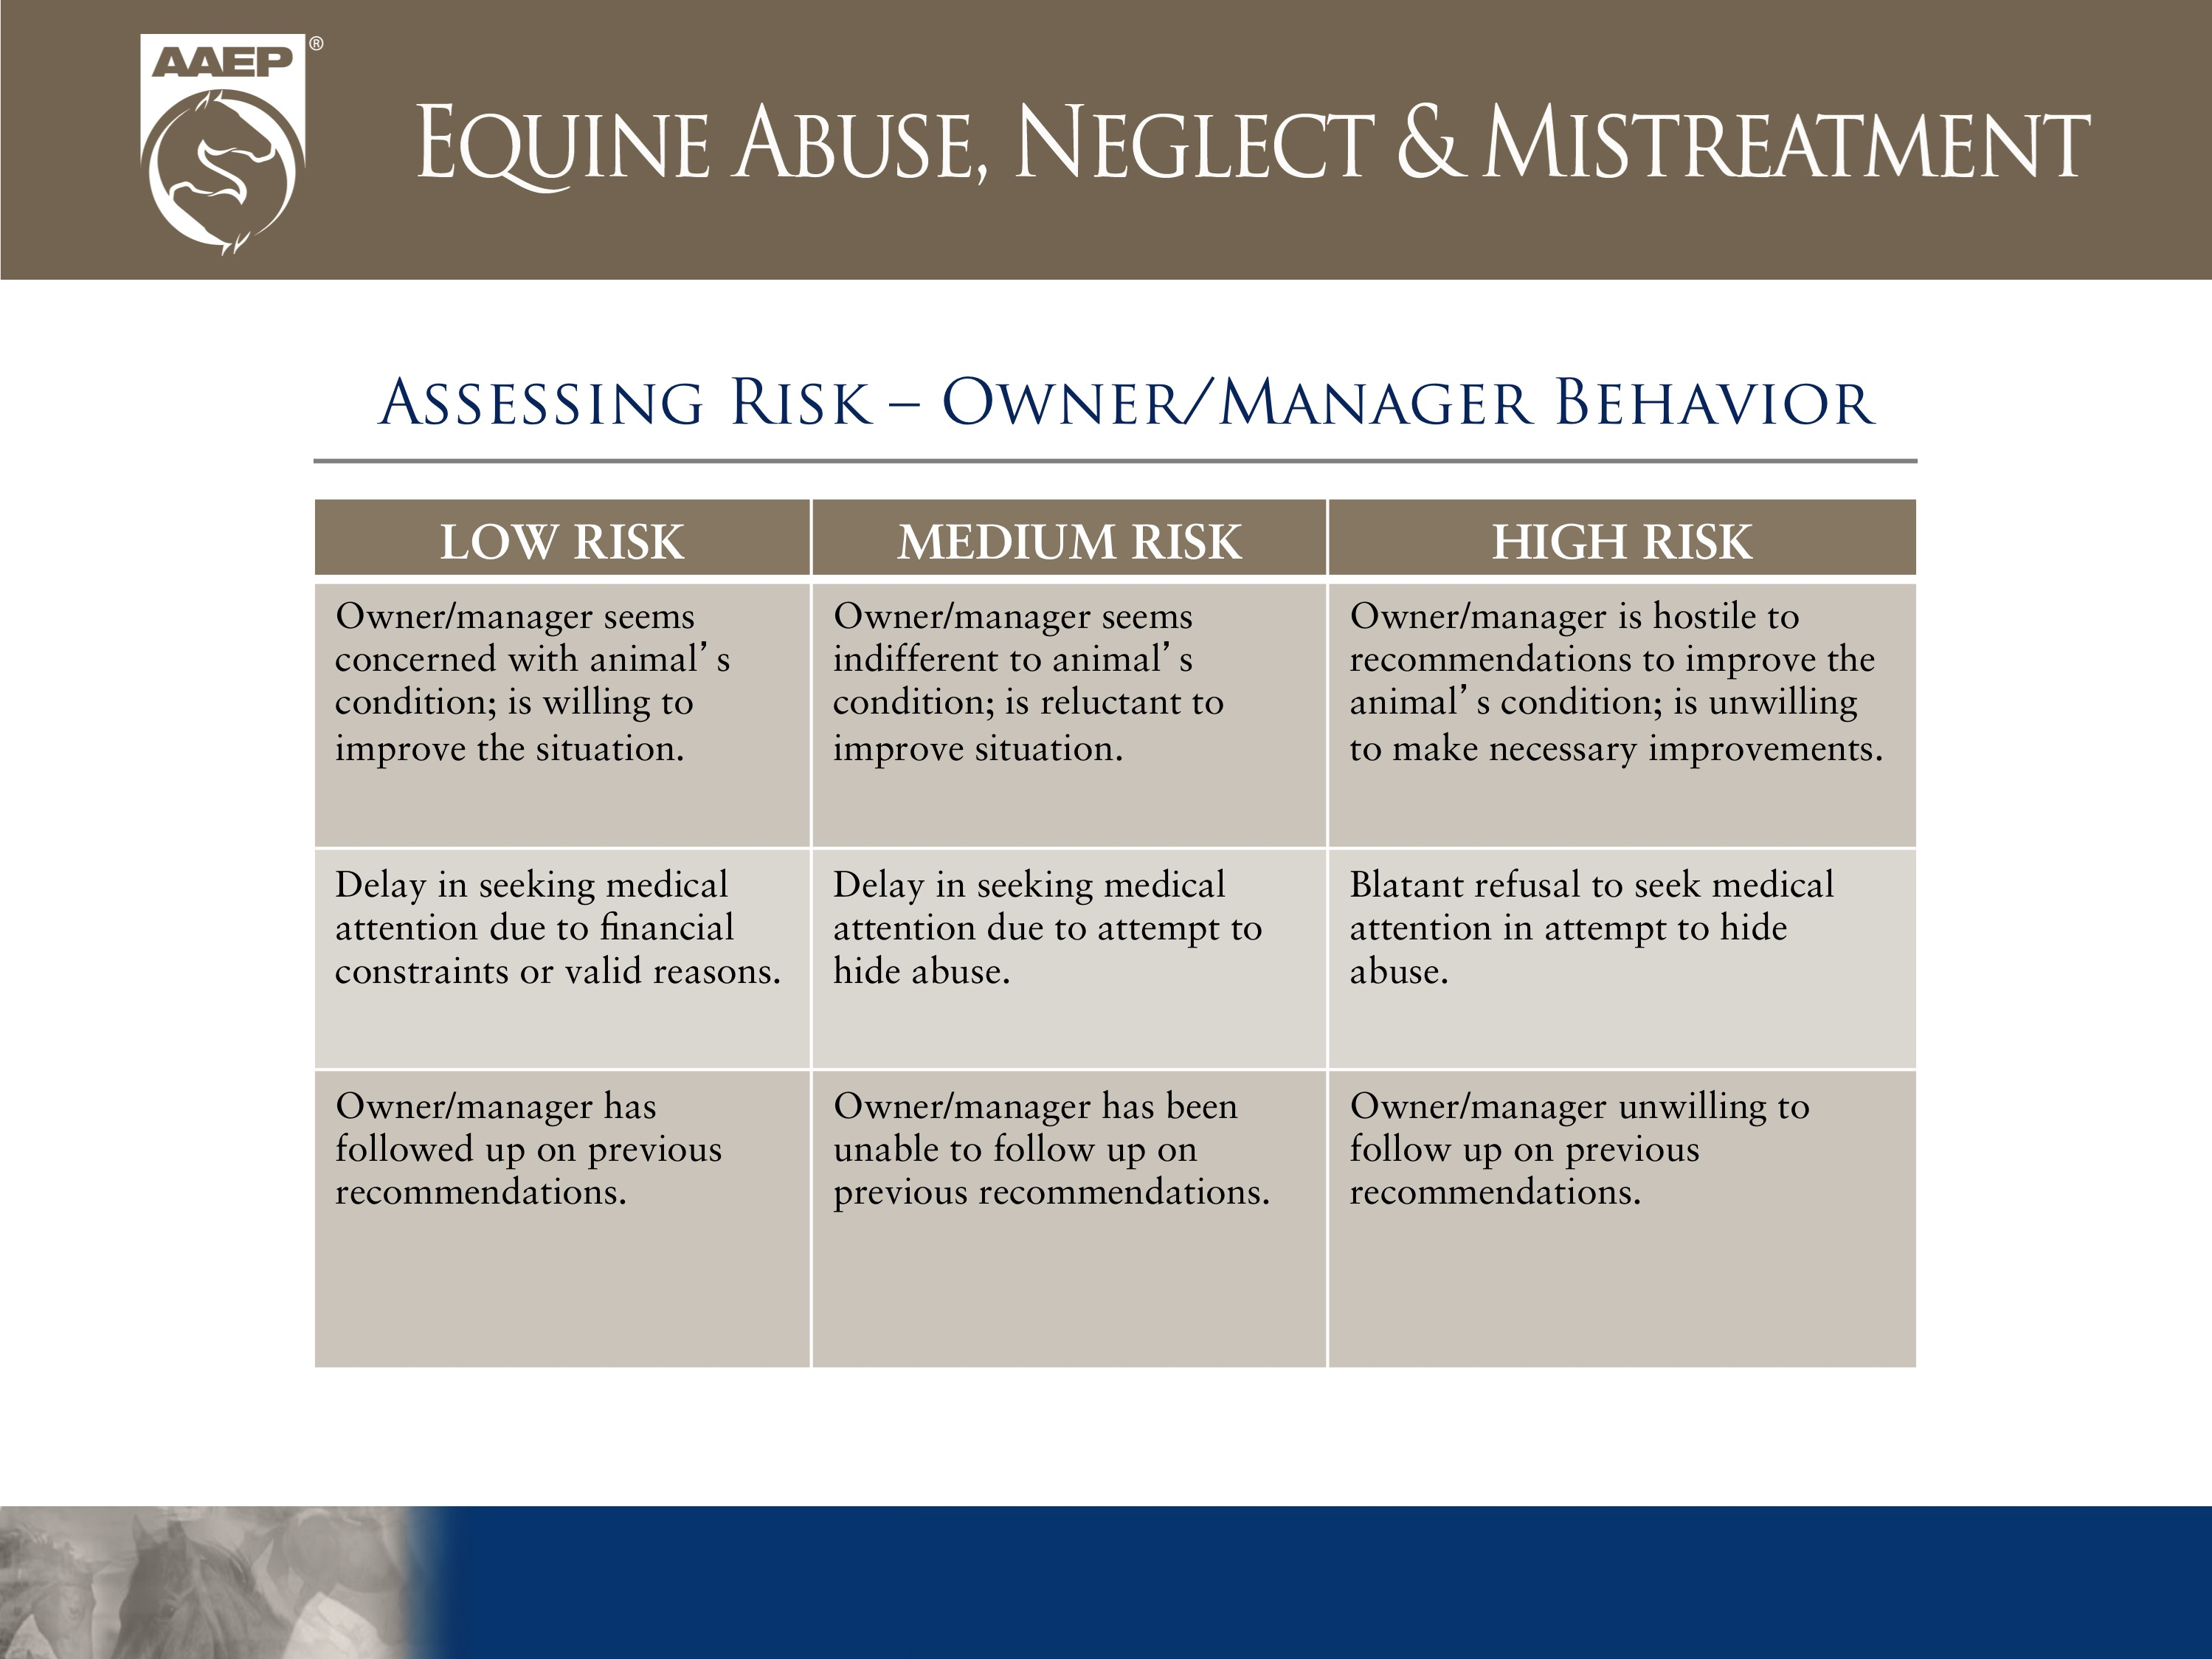 AAEP ®
EQUINE ABUSE, NEGLECT & MISTREATMENT
ASSESSING RISK – OWNER/MANAGER BEHAVIOR
LOW RISK
MEDIUM RISK
HIGH RISK
Owner/manager seems
concerned with animal’s
condition; is willing to
improve the situation.
Owner/manager seems
indifferent to animal’s
condition; is reluctant to
improve situation.
Owner/manager is hostile to
recommendations to improve the
animal’s condition; is unwilling
to make necessary improvements.
Delay in seeking medical
attention due to financial
constraints or valid reasons.
Delay in seeking medical
attention due to attempt to
hide abuse.
Blatant refusal to seek medical
attention in attempt to hide
abuse.
Owner/manager has
followed up on previous
recommendations.
Owner/manager has been
unable to follow up on
previous recommendations.
Owner/manager unwilling to
follow up on previous
recommendations.